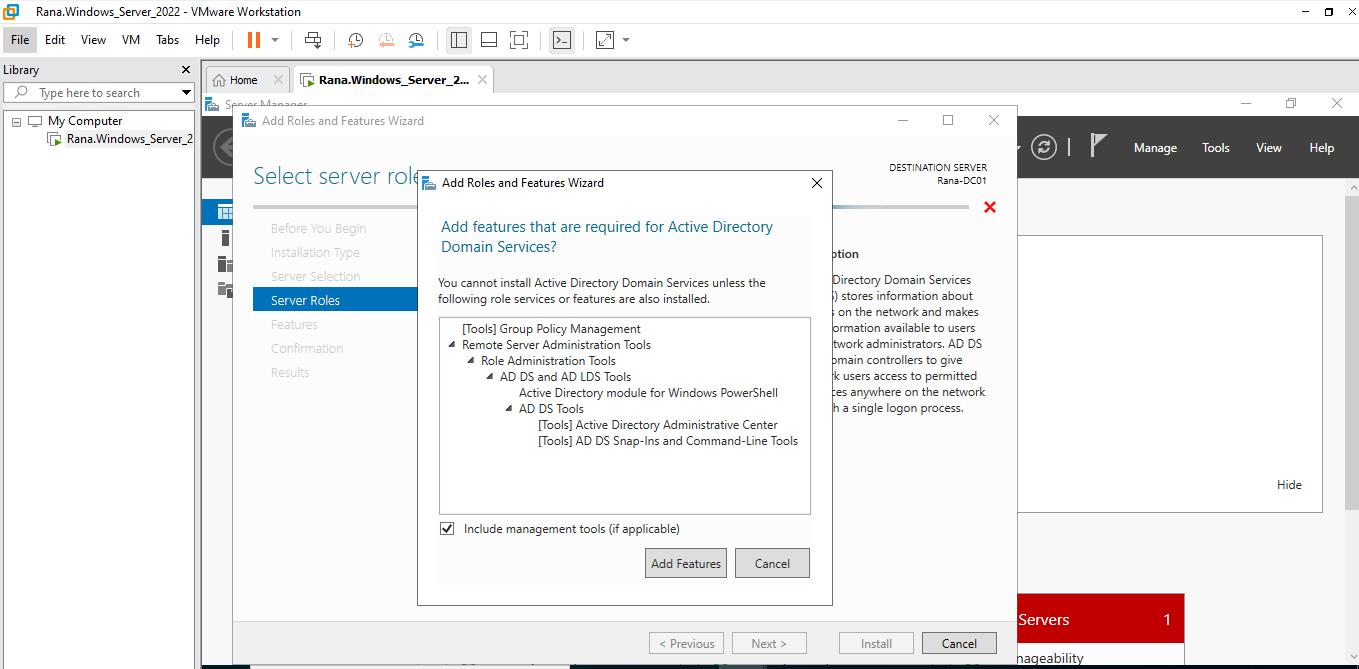 Rana.Windows_Server_2022 - VMware Workstation
File Edit View VM Tabs Help
Library
Type here to search
My Computer
Rana.Windows_Server_2
Home
Rana.Windows_Server_2...
Server Manager
Manage Tools View Help
Add Roles and Features Wizard
Select server role
DESTINATION SERVER
Rana-DC01
Before You Begin
Installation Type
Server Selection
Server Roles
Features
Confirmation
Results
Add Roles and Features Wizard
Add features that are required for Active Directory
Domain Services?
You cannot install Active Directory Domain Services unless the
following role services or features are also installed.
[Tools] Group Policy Management
Remote Server Administration Tools
Role Administration Tools
AD DS and AD LDS Tools
Active Directory module for Windows PowerShell
AD DS Tools
[Tools] Active Directory Administrative Center
[Tools] AD DS Snap-Ins and Command-Line Tools
Include management tools (if applicable)
Add Features Cancel
ption
Directory Domain Services
) stores information about
on the network and makes
ormation available to users
twork administrators. AD DS
omain controllers to give
k users access to permitted
ces anywhere on the network
h a single logon process.
< Previous Next > Install Cancel
Hide
Servers 1
nageability